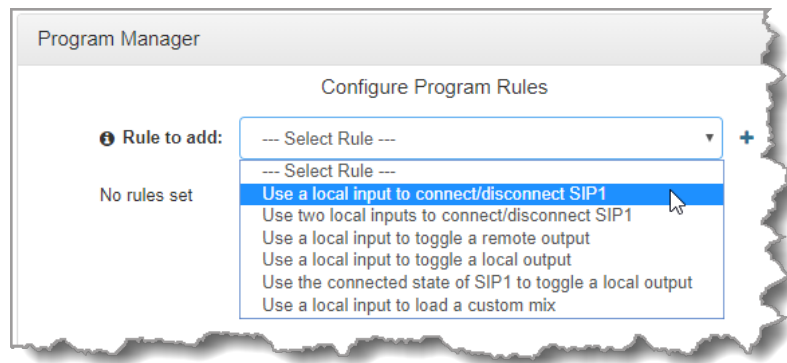 Program Manager
Configure Program Rules
Rule to add: --- Select Rule ---
--- Select Rule ---
Use a local input to connect/disconnect SIP1
No rules set
Use two local inputs to connect/disconnect SIP1
Use a local input to toggle a remote output
Use a local input to toggle a local output
Use the connected state of SIP1 to toggle a local output
Use a local input to load a custom mix